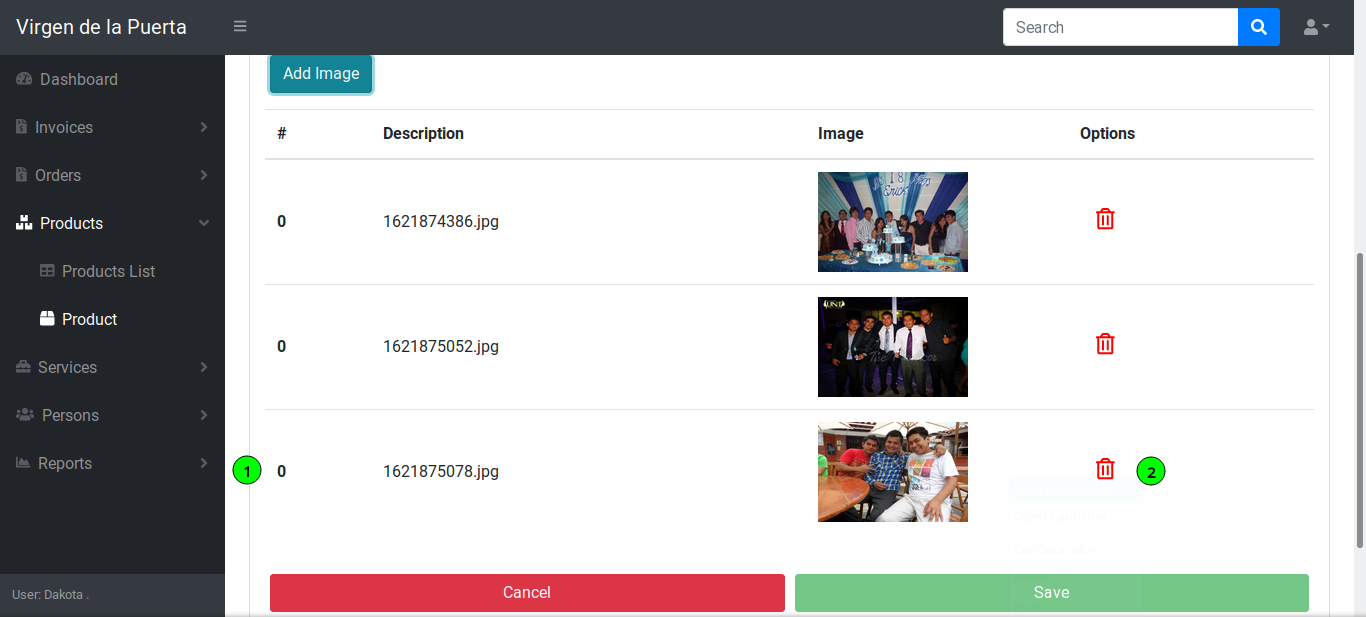 Virgen de la Puerta
Search
Dashboard
Invoices
Orders
Products
Products List
Product
Services
Persons
Reports
User: Dakota .
Add Image
# Description Image Options
0 1621874386.jpg
0 1621875052.jpg
1 0 1621875078.jpg 2
Open Launcher
Cancel Save